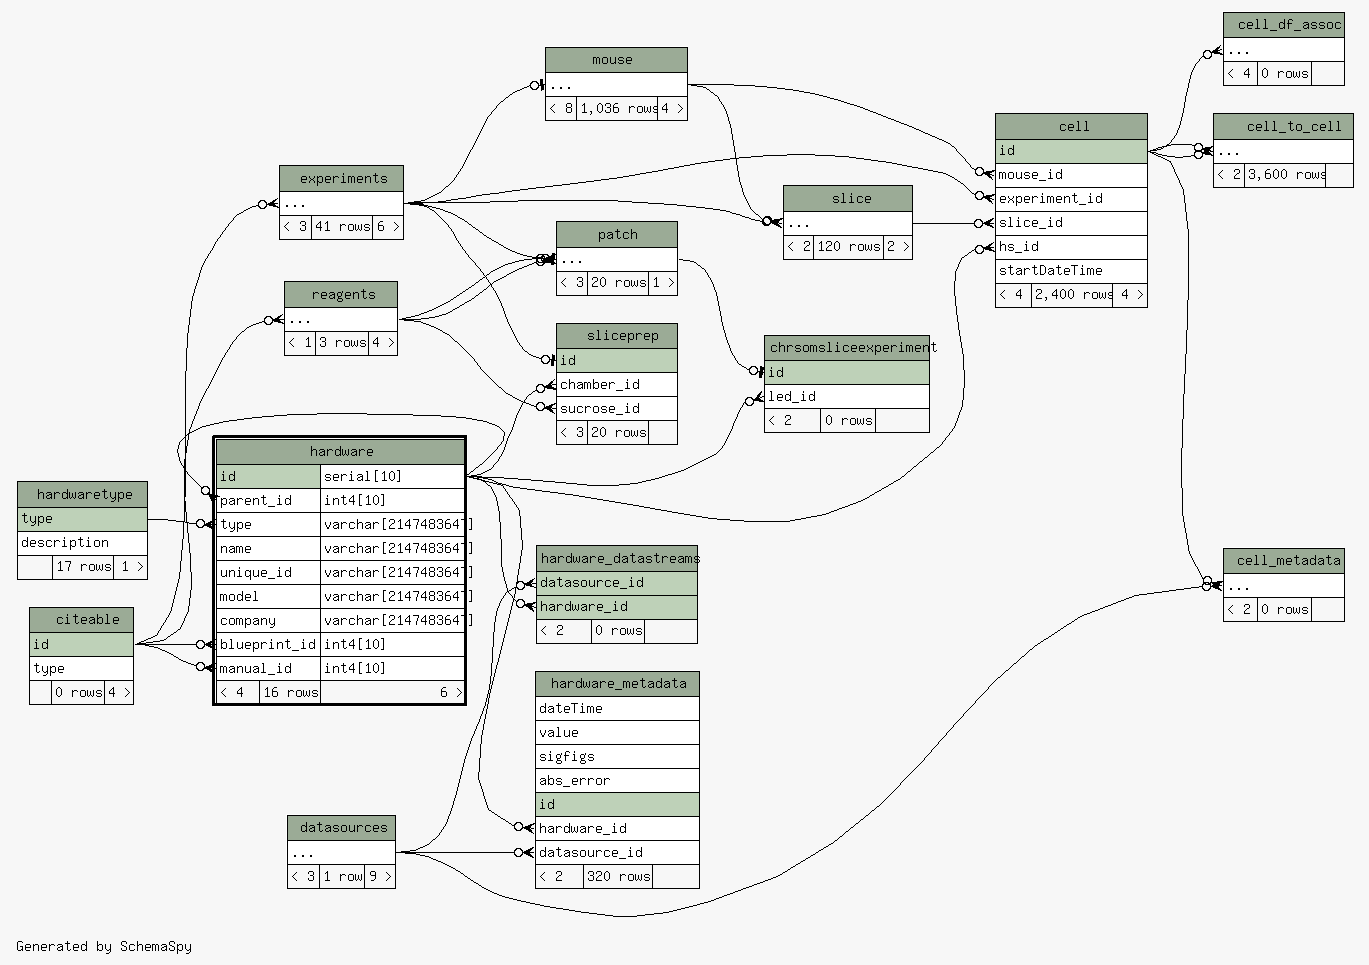 cell_df_assoc
...
< 4 0 rows
mouse
...
< 8 1,036 rows 4 >
cell
id
mouse_id
experiment_id
slice_id
hs_id
startDateTime
< 4 2,400 rows 4 >
cell_to_cell
...
< 2 3,600 rows
experiments
...
< 3 41 rows 6 >
slice
...
< 2 120 rows 2 >
patch
...
< 3 20 rows 1 >
reagents
...
< 1 3 rows 4 >
sliceprep
id
chamber_id
sucrose_id
< 3 20 rows
chrsomsliceexperiment
id
led_id
< 2 0 rows
hardware
id serial[10]
parent_id int4[10]
type varchar[2147483647]
name varchar[2147483647]
unique_id varchar[2147483647]
model varchar[2147483647]
company varchar[2147483647]
blueprint_id int4[10]
manual_id int4[10]
< 4 16 rows 6 >
hardwaretype
type
description
17 rows 1 >
citeable
id
type
0 rows 4 >
hardware_datastreams
datasource_id
hardware_id
< 2 0 rows
cell_metadata
...
< 2 0 rows
hardware_metadata
dateTime
value
sigfigs
abs_error
id
hardware_id
datasource_id
< 2 320 rows
datasources
...
< 3 1 row 9 >
Generated by SchemaSpy